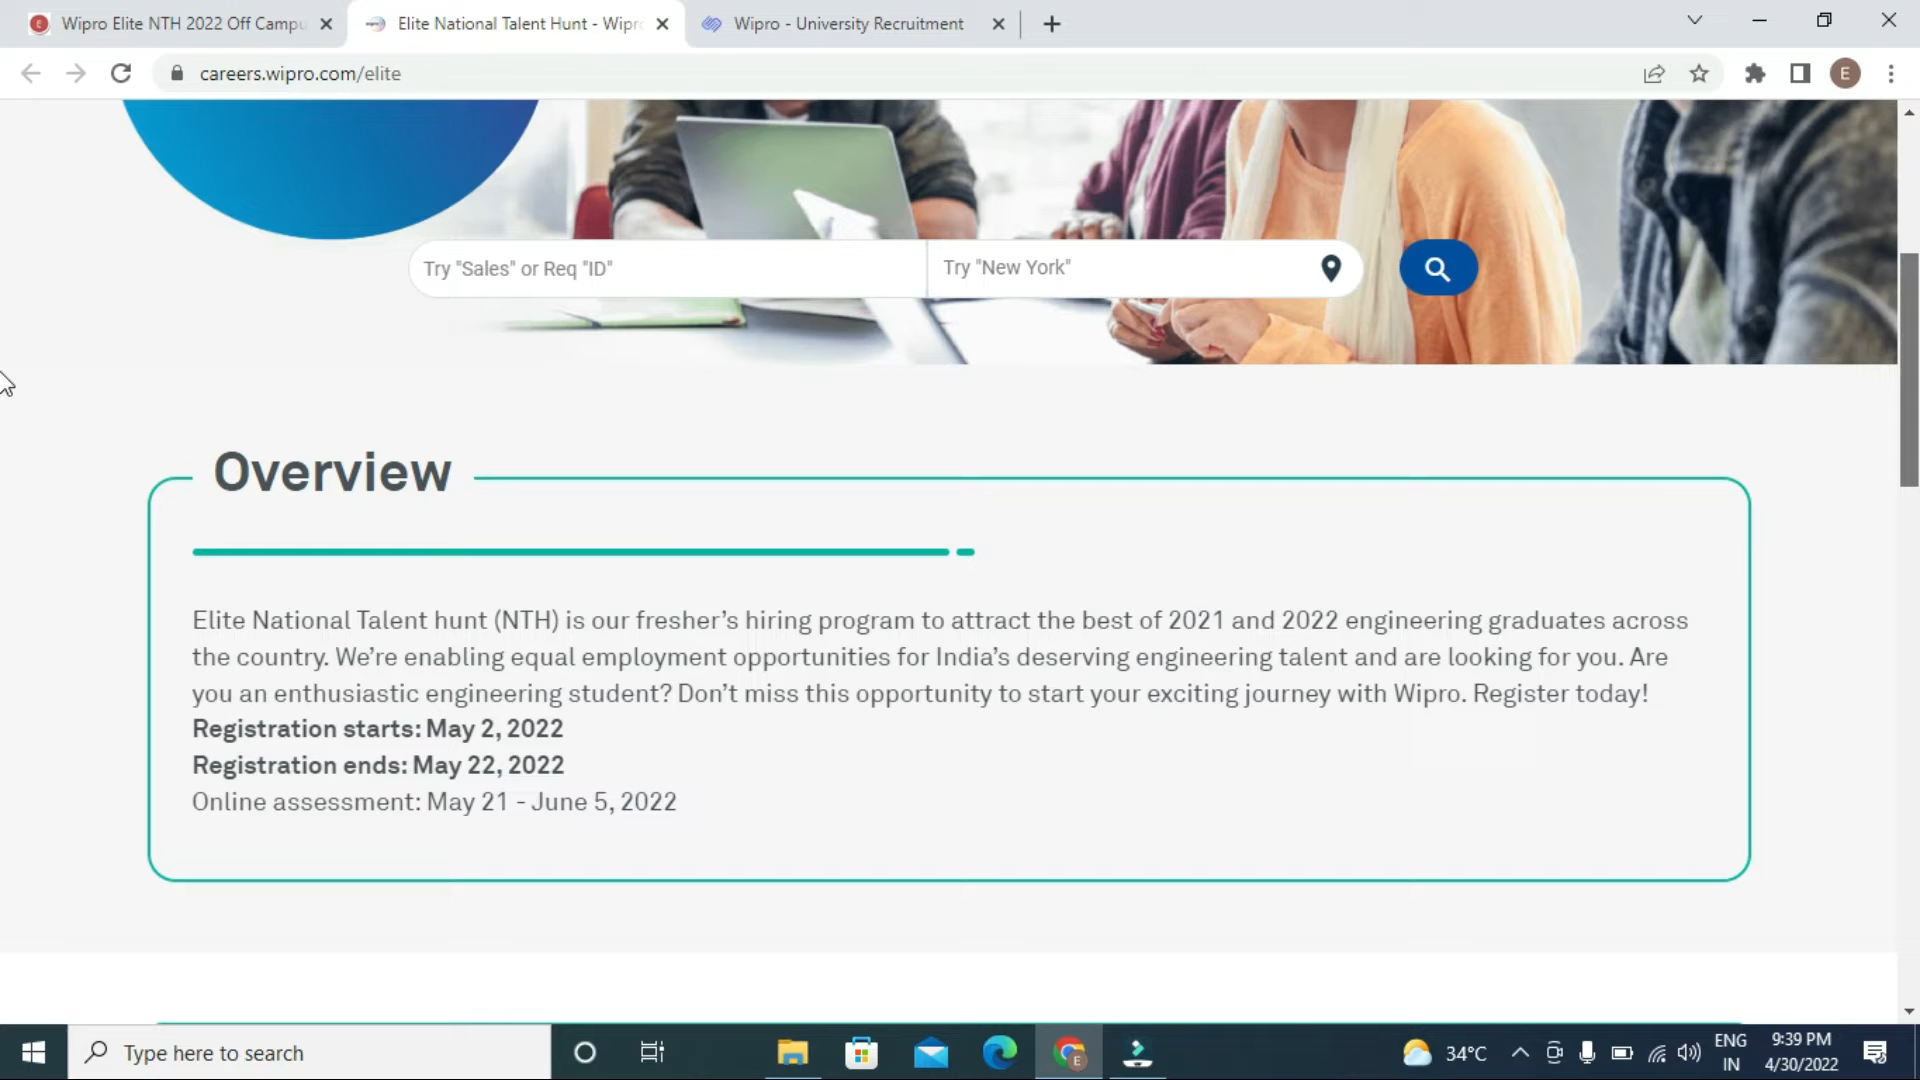 Wipro Elite NTH 2022 Off Campu
Elite National Talent Hunt - Wipr
Wipro - University Recruitment
careers.wipro.com/elite
E
Try "Sales" or Req "ID"
Try "New York"
Overview
Elite National Talent hunt (NTH) is our fresher’s hiring program to attract the best of 2021 and 2022 engineering graduates across
the country. We’re enabling equal employment opportunities for India’s deserving engineering talent and are looking for you. Are
you an enthusiastic engineering student? Don’t miss this opportunity to start your exciting journey with Wipro. Register today!
Registration starts: May 2, 2022
Registration ends: May 22, 2022
Online assessment: May 21 - June 5, 2022
Type here to search
34°C
ENG
IN
9:39 PM
4/30/2022